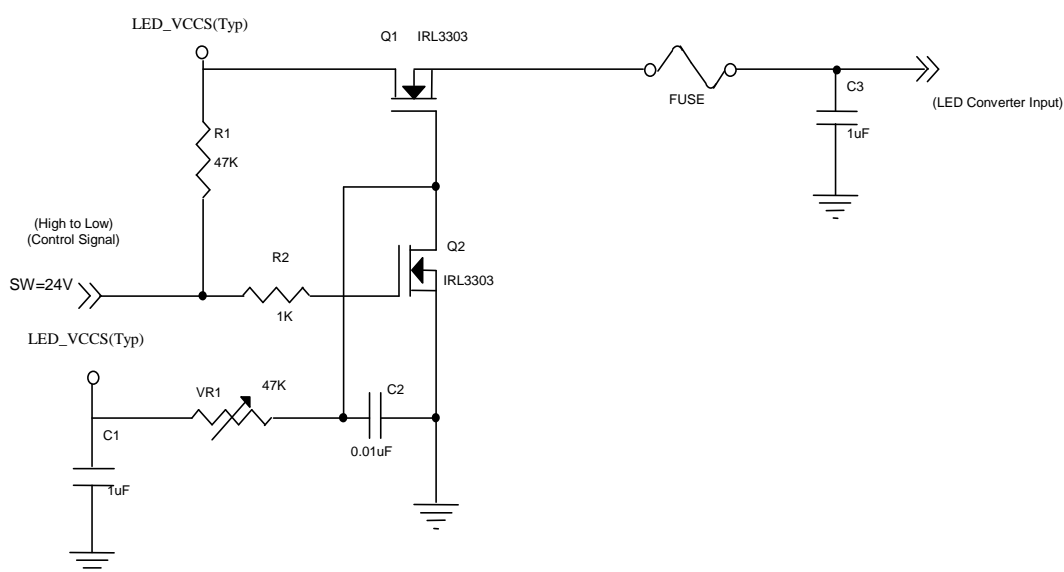 LED_VCCS(Typ)
Q1 IRL3303
FUSE
C3
1uF
(LED Converter Input)
R1
47K
(High to Low)
(Control Signal)
SW=24V
R2
1K
Q2
IRL3303
LED_VCCS(Typ)
VR1
47K
C2
0.01uF
C1
1uF